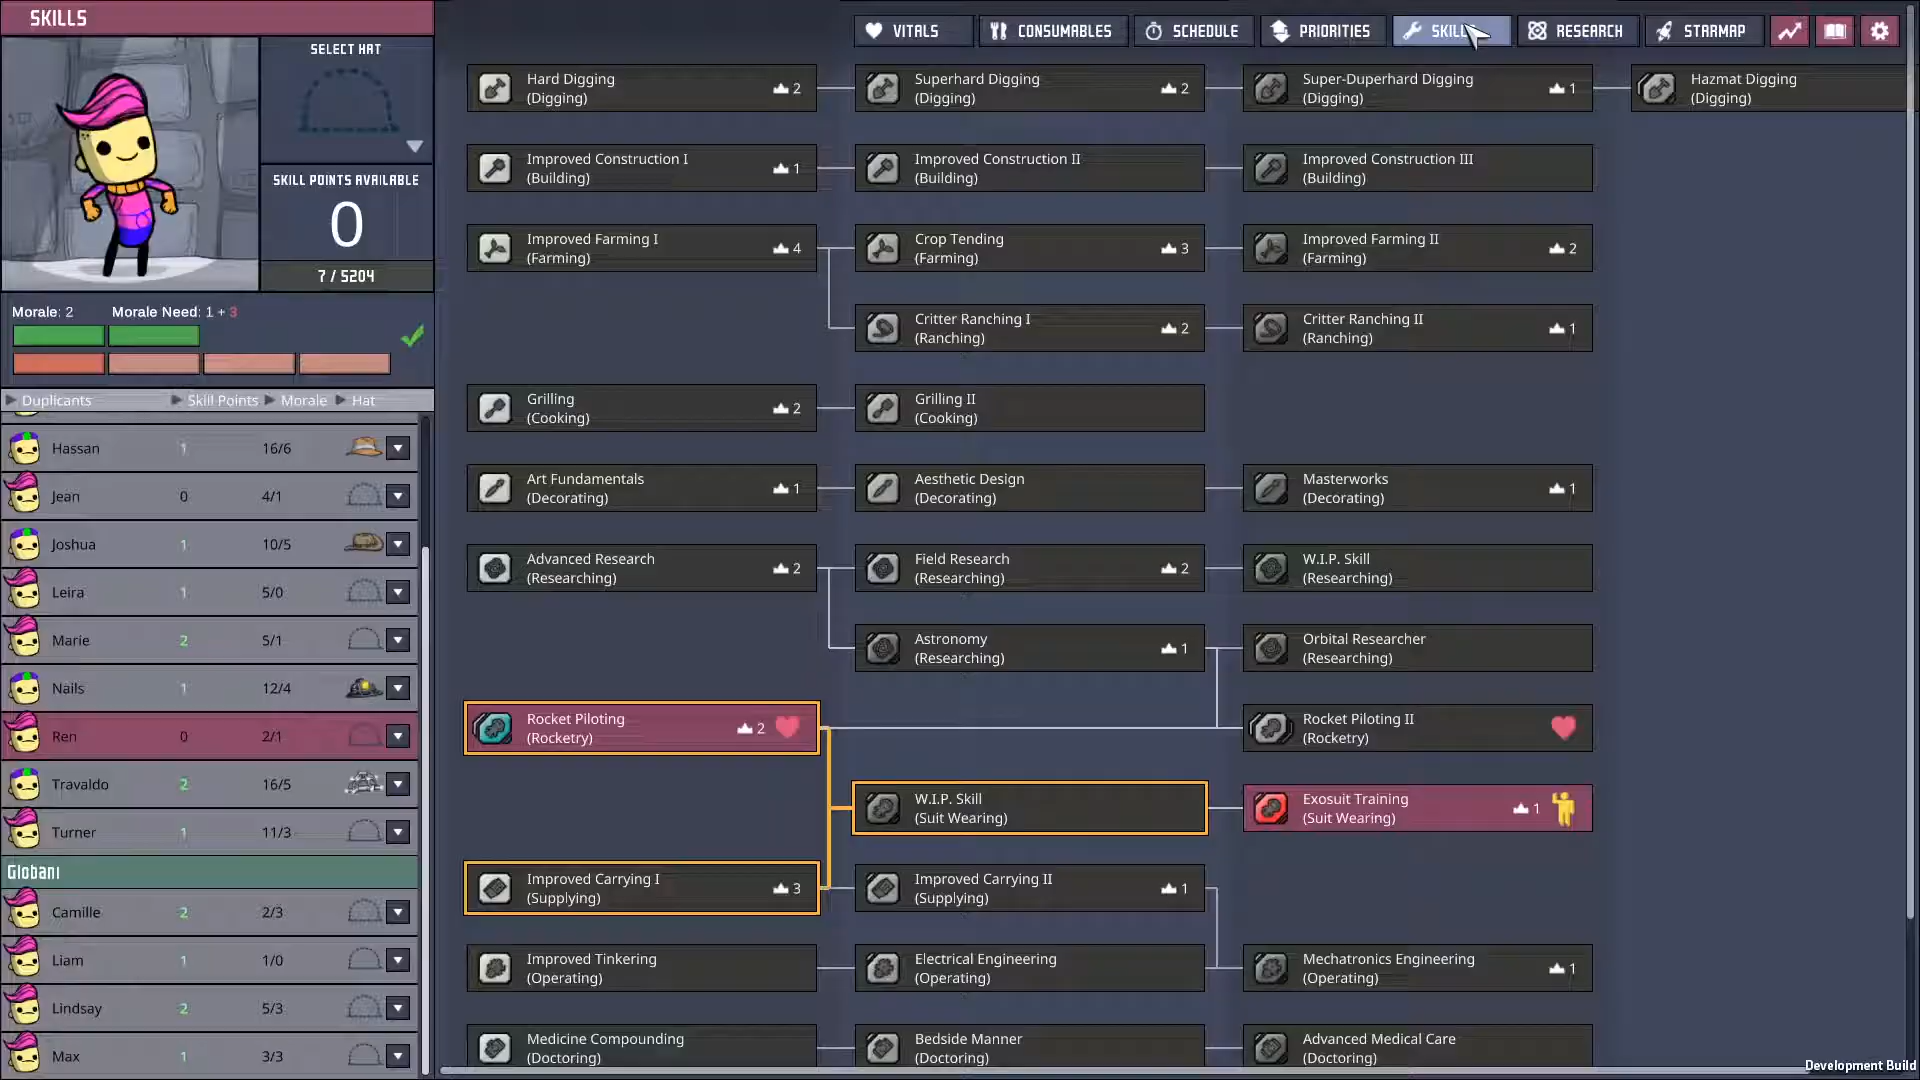 SKILLS
VITALS
CONSUMABLES
SCHEDULE
PRIORITIES
RESEARCH
STARMAP
SELECT HAT
SKILL POINTS AVAILABLE
0
7 / 5204
Morale: 2 Morale Need: 1 + 3
Duplicants Skill Points Morale Hat
Hassan 1 16/6
Jean 0 4/1
Joshua 1 10/5
Leira 1 5/0
Marie 2 5/1
Nails 1 12/4
Ren 0 2/1
Travaldo 2 16/5
Turner 1 11/3
Globani
Camille 2 2/3
Liam 1 1/0
Lindsay 2 5/3
Max 1 3/3
Hard Digging
(Digging)
2
Superhard Digging
(Digging)
2
Super-Duperhard Digging
(Digging)
1
Hazmat Digging
(Digging)
Improved Construction I
(Building)
1
Improved Construction II
(Building)
Improved Construction III
(Building)
Improved Farming I
(Farming)
4
Crop Tending
(Farming)
3
Improved Farming II
(Farming)
2
Critter Ranching I
(Ranching)
2
Critter Ranching II
(Ranching)
1
Grilling
(Cooking)
2
Grilling II
(Cooking)
Art Fundamentals
(Decorating)
1
Aesthetic Design
(Decorating)
Masterworks
(Decorating)
1
Advanced Research
(Researching)
2
Field Research
(Researching)
2
W.I.P. Skill
(Researching)
Astronomy
(Researching)
1
Orbital Researcher
(Researching)
Rocket Piloting
(Rocketry)
2
Rocket Piloting II
(Rocketry)
W.I.P. Skill
(Suit Wearing)
Exosuit Training
(Suit Wearing)
1
Improved Carrying I
(Supplying)
3
Improved Carrying II
(Supplying)
1
Improved Tinkering
(Operating)
Electrical Engineering
(Operating)
Mechatronics Engineering
(Operating)
1
Medicine Compounding
(Doctoring)
Bedside Manner
(Doctoring)
Advanced Medical Care
(Doctoring)
Development Build